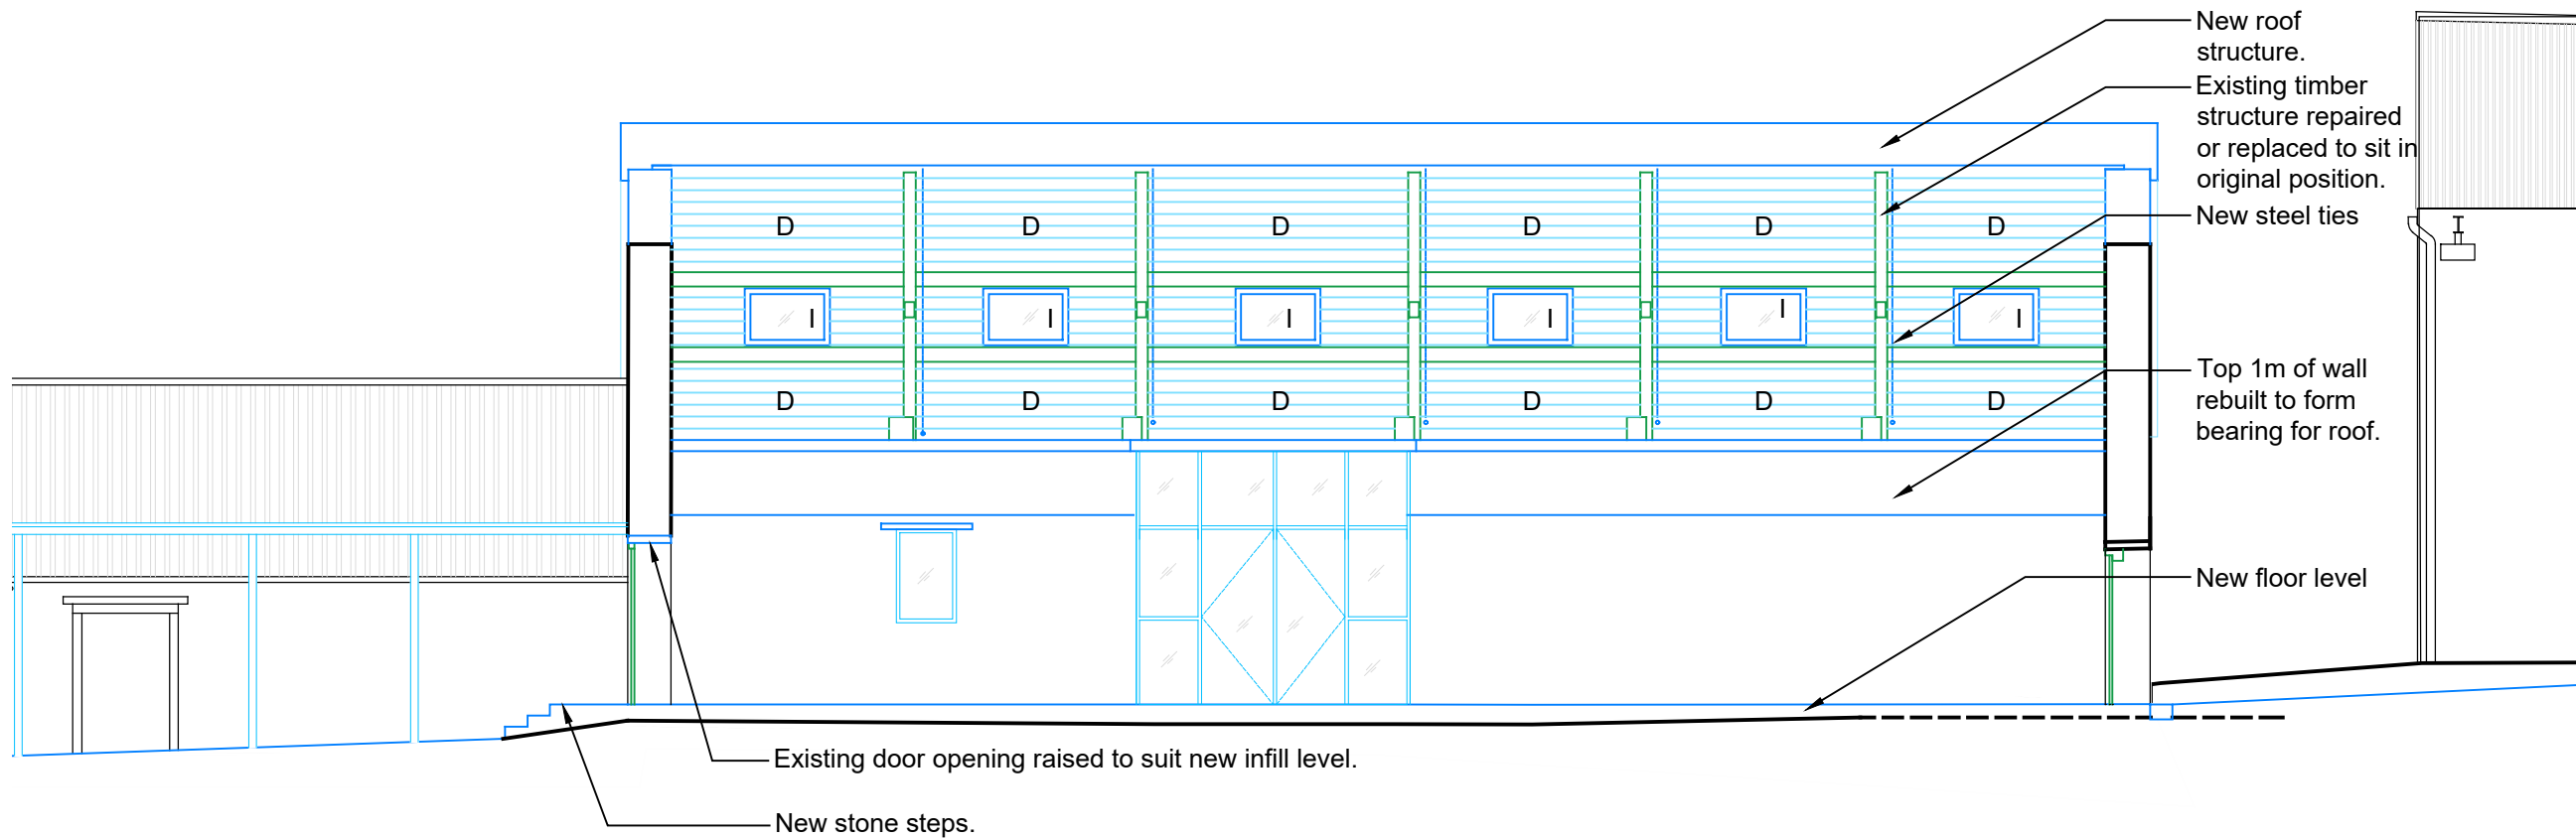 New roof
structure.
Existing timber
structure repaired
or replaced to sit in
original position.
New steel ties
D D D D D D
I I I I I I
Top 1m of wall
rebuilt to form
bearing for roof.
D D D D D D
New floor level
Existing door opening raised to suit new infill level.
New stone steps.